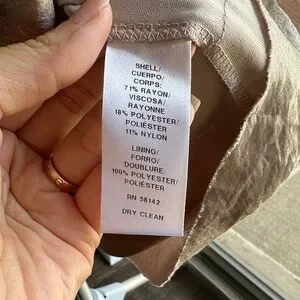 SHELL/
CUERPO/
CORPS:
71% RAYON/
VISCOSA/
RAYONNE
18% POLYESTER/
POLIÉSTER
11% NYLON
LINING/
FORRO/
DOUBLURE:
100% POLYESTER/
POLIÉSTER
RN 58142
DRY CLEAN